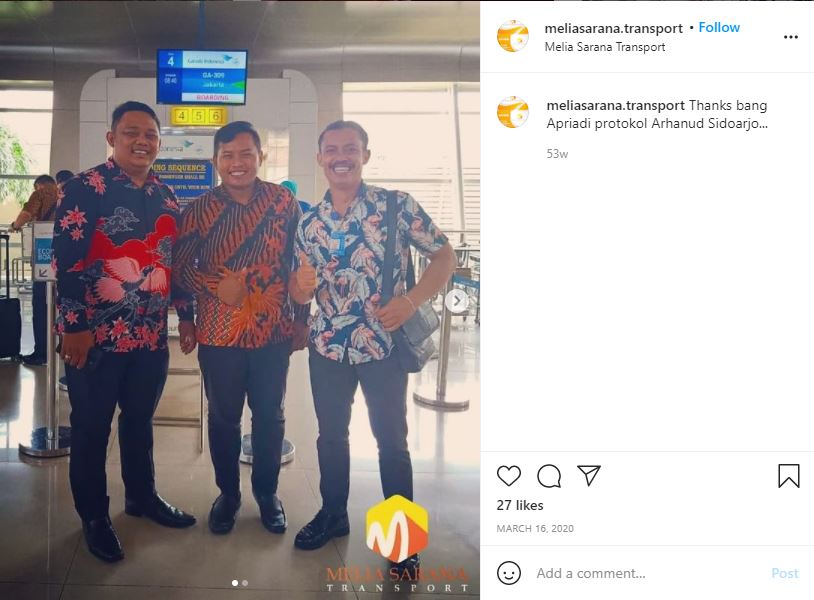 4
Garuda Indonesia
GA-309
08:40
Jakarta
BOARDING
4 5 6
NG SEQUENCE
MELIA SARANA
TRANSPORT
meliasarana.transport • Follow
Melia Sarana Transport
meliasarana.transport Thanks bang
Apriadi protokol Arhanud Sidoarjo...
53w
27 likes
MARCH 16, 2020
Add a comment...
Post